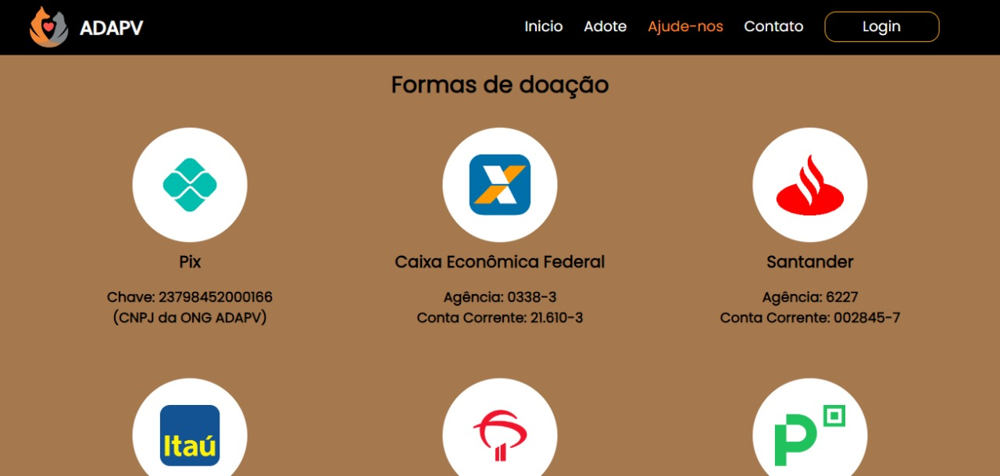 ADAPV
Inicio
Adote
Ajude-nos
Contato
Login
Formas de doação
Pix
Chave: 23798452000166
(CNPJ da ONG ADAPV)
Caixa Econômica Federal
Agência: 0338-3
Conta Corrente: 21.610-3
Santander
Agência: 6227
Conta Corrente: 002845-7
Itaú